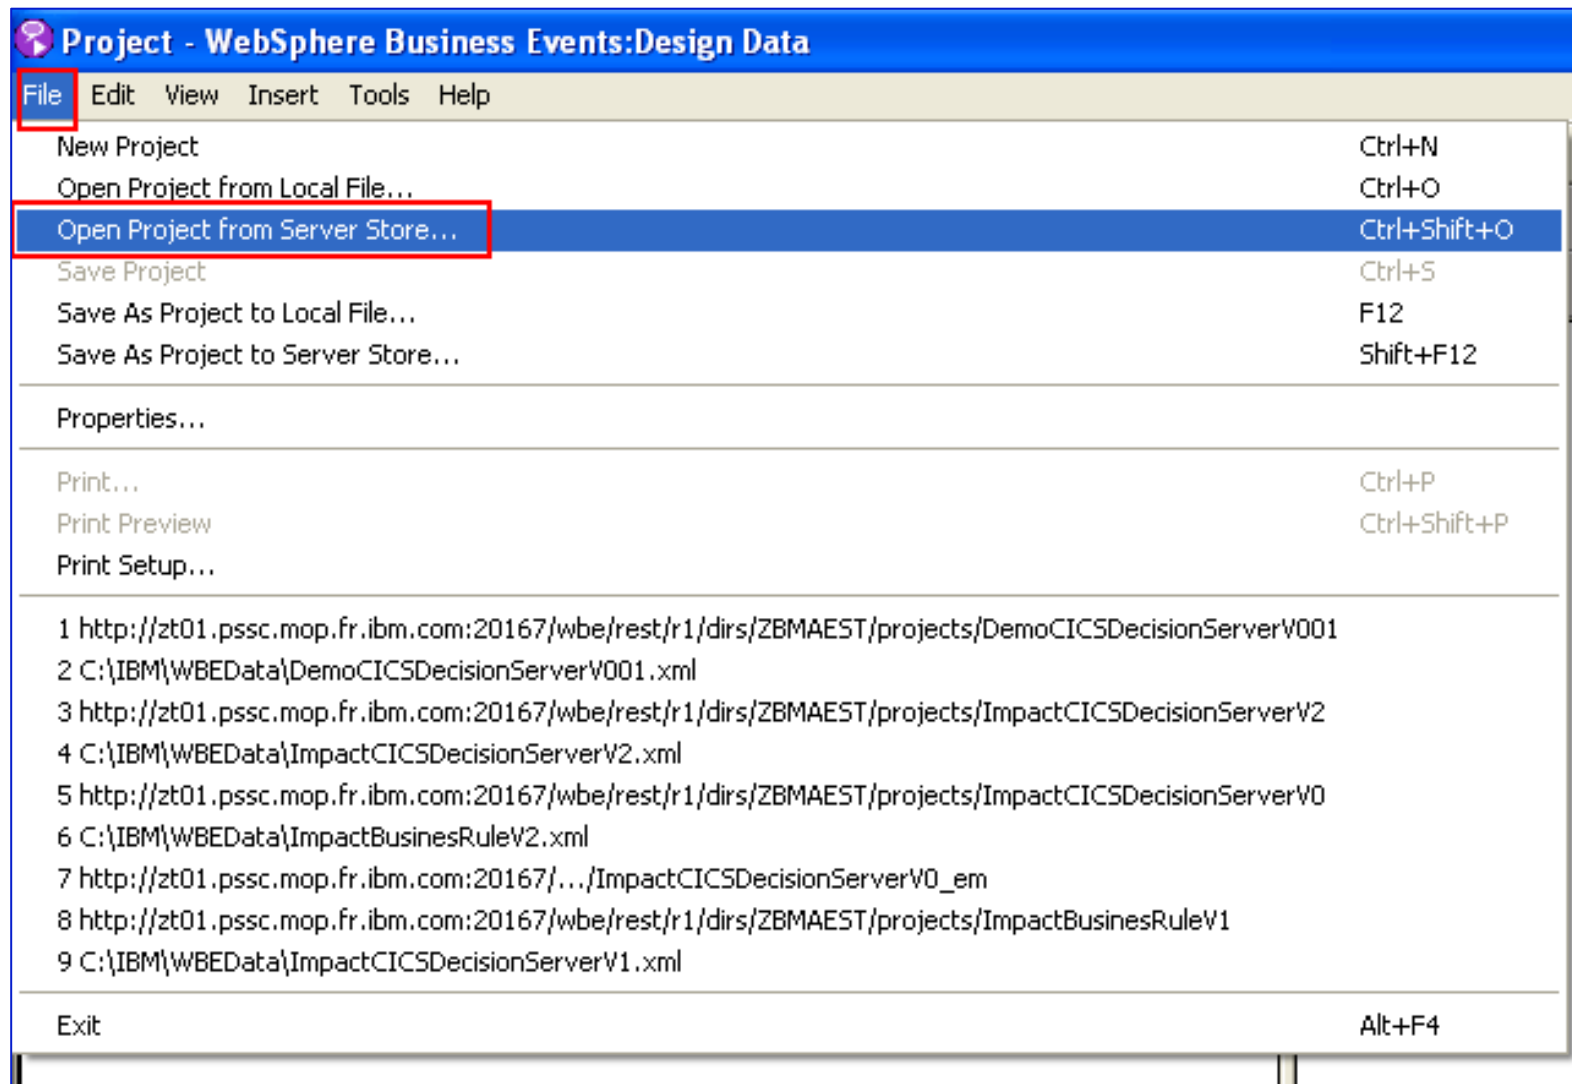 Project - WebSphere Business Events:Design Data
File Edit View Insert Tools Help
New Project Ctrl+N
Open Project from Local File... Ctrl+O
Open Project from Server Store... Ctrl+Shift+O
Save Project Ctrl+S
Save As Project to Local File... F12
Save As Project to Server Store... Shift+F12
Properties...
Print... Ctrl+P
Print Preview Ctrl+Shift+P
Print Setup...
1 http://zt01.pssc.mop.fr.ibm.com:20167/wbe/rest/r1/dirs/ZBMAEST/projects/DemoCICSDecisionServerV001
2 C:\IBM\WBEData\DemoCICSDecisionServerV001.xml
3 http://zt01.pssc.mop.fr.ibm.com:20167/wbe/rest/r1/dirs/ZBMAEST/projects/ImpactCICSDecisionServerV2
4 C:\IBM\WBEData\ImpactCICSDecisionServerV2.xml
5 http://zt01.pssc.mop.fr.ibm.com:20167/wbe/rest/r1/dirs/ZBMAEST/projects/ImpactCICSDecisionServerV0
6 C:\IBM\WBEData\ImpactBusinesRuleV2.xml
7 http://zt01.pssc.mop.fr.ibm.com:20167/.../ImpactCICSDecisionServerV0_em
8 http://zt01.pssc.mop.fr.ibm.com:20167/wbe/rest/r1/dirs/ZBMAEST/projects/ImpactBusinesRuleV1
9 C:\IBM\WBEData\ImpactCICSDecisionServerV1.xml
Exit Alt+F4